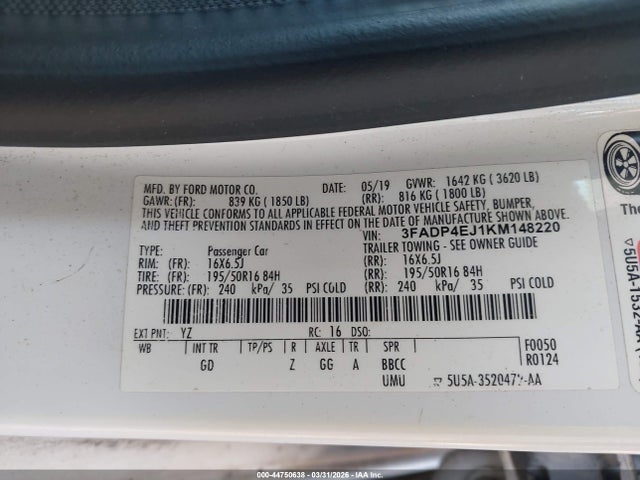 MFD. BY FORD MOTOR CO. DATE: 05/19 GVWR: 1642 KG ( 3620 LB)
GAWR: (FR): 839 KG ( 1850 LB) (RR): 816 KG ( 1800 LB)
THIS VEHICLE CONFORMS TO ALL APPLICABLE FEDERAL MOTOR VEHICLE SAFETY, BUMPER,
AND THEFT PREVENTION STANDARDS IN EFFECT ON THE DATE OF MANUFACTURE SHOWN ABOVE.
VIN: 3FADP4EJ1KM148220
TYPE: Passenger Car TRAILER TOWING - SEE OWNER GUIDE
RIM: (FR): 16X6.5J (RR): 16X6.5J
TIRE: (FR): 195/50R16 84H (RR): 195/50R16 84H
PRESSURE: (FR): 240 kPa/ 35 PSI COLD (RR): 240 kPa/ 35 PSI COLD
EXT PNT: YZ RC: 16 DSO: F0050
WB INT TR TP/PS R AXLE TR SPR R0124
GD Z GG A BBCC
UMU
000-44750638 - 03/31/2026 - IAA Inc.